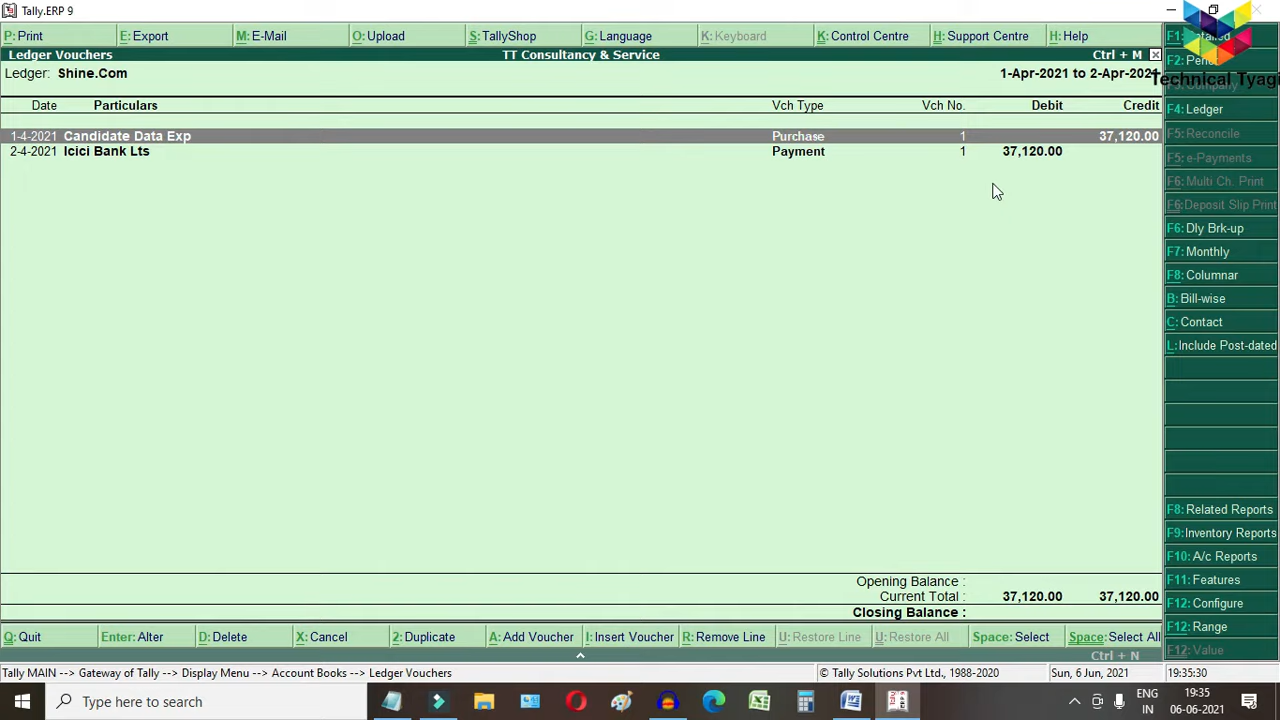 Tally.ERP 9
P: Print E: Export M: E-Mail O: Upload S: TallyShop G: Language K: Keyboard K: Control Centre H: Support Centre H: Help
Ledger Vouchers TT Consultancy & Service Ctrl + M
Ledger: Shine.Com 1-Apr-2021 to 2-Apr-2021
Technical Tyagi
Date Particulars Vch Type Vch No. Debit Credit
1-4-2021 Candidate Data Exp Purchase 1 37,120.00
2-4-2021 Icici Bank Lts Payment 1 37,120.00
Opening Balance :
Current Total : 37,120.00 37,120.00
Closing Balance :
F4: Ledger
F5: Reconcile
F5: e-Payments
F6: Multi Ch. Print
F6: Deposit Slip Print
F6: Dly Brk-up
F7: Monthly
F8: Columnar
B: Bill-wise
C: Contact
L: Include Post-dated
F8: Related Reports
F9: Inventory Reports
F10: A/c Reports
F11: Features
F12: Configure
F12: Range
F12: Value
Q: Quit Enter: Alter D: Delete X: Cancel 2: Duplicate A: Add Voucher I: Insert Voucher R: Remove Line U: Restore Line U: Restore All Space: Select Space: Select All
Ctrl + N
Tally MAIN --> Gateway of Tally --> Display Menu --> Account Books --> Ledger Vouchers © Tally Solutions Pvt Ltd., 1988-2020 Sun, 6 Jun, 2021 19:35:30
Type here to search
ENG 19:35
IN 06-06-2021